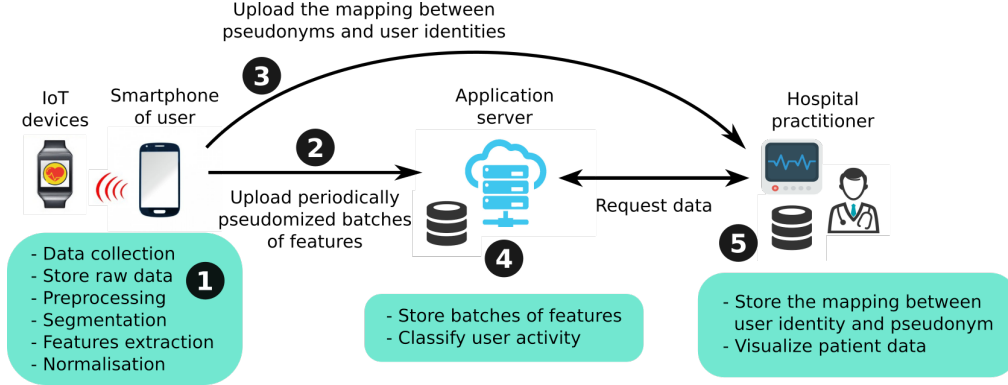 Upload the mapping between
pseudonyms and user identities
3
IoT
devices
Smartphone
of user
Application
server
Hospital
practitioner
2
Upload periodically
pseudomized batches
of features
Request data
1
- Data collection
- Store raw data
- Preprocessing
- Segmentation
- Features extraction
- Normalisation
4
- Store batches of features
- Classify user activity
5
- Store the mapping between
user identity and pseudonym
- Visualize patient data